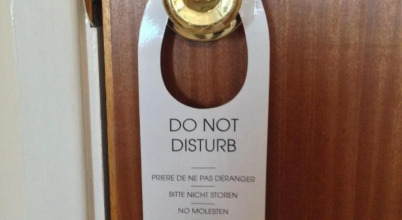 DO NOT
DISTURB
PRIERE DE NE PAS DERANGER
BITTE NICHT STOREN
NO MOLESTEN